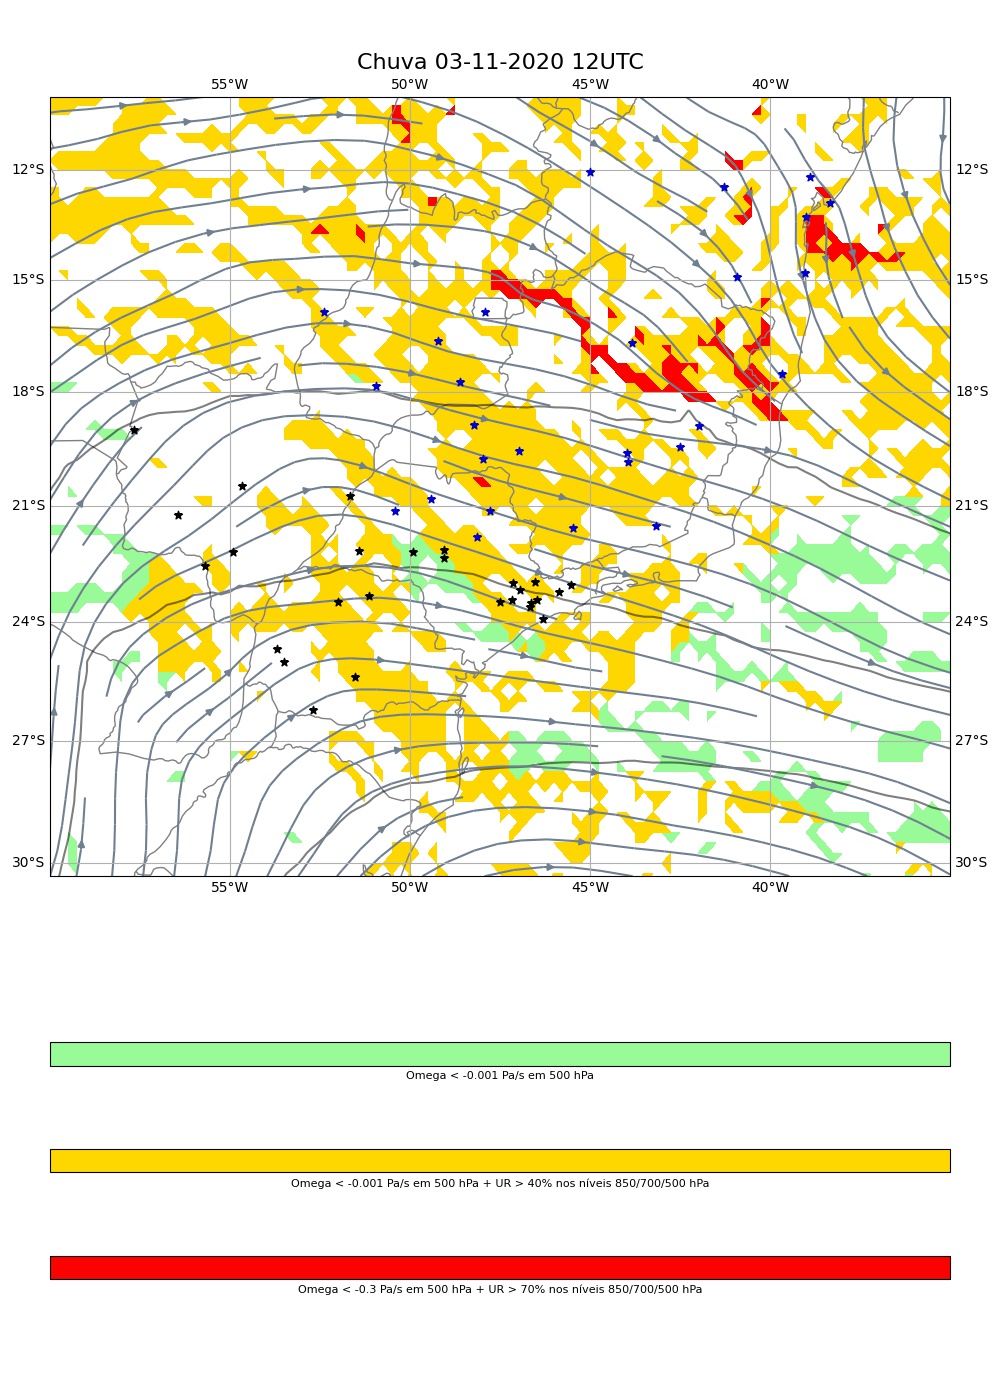 Chuva 03-11-2020 12UTC
55°W 50°W 45°W 40°W
12°S 12°S
15°S 15°S
18°S 18°S
21°S 21°S
24°S 24°S
27°S 27°S
30°S 30°S
55°W 50°W 45°W 40°W
Omega < -0.001 Pa/s em 500 hPa
Omega < -0.001 Pa/s em 500 hPa + UR > 40% nos níveis 850/700/500 hPa
Omega < -0.3 Pa/s em 500 hPa + UR > 70% nos níveis 850/700/500 hPa